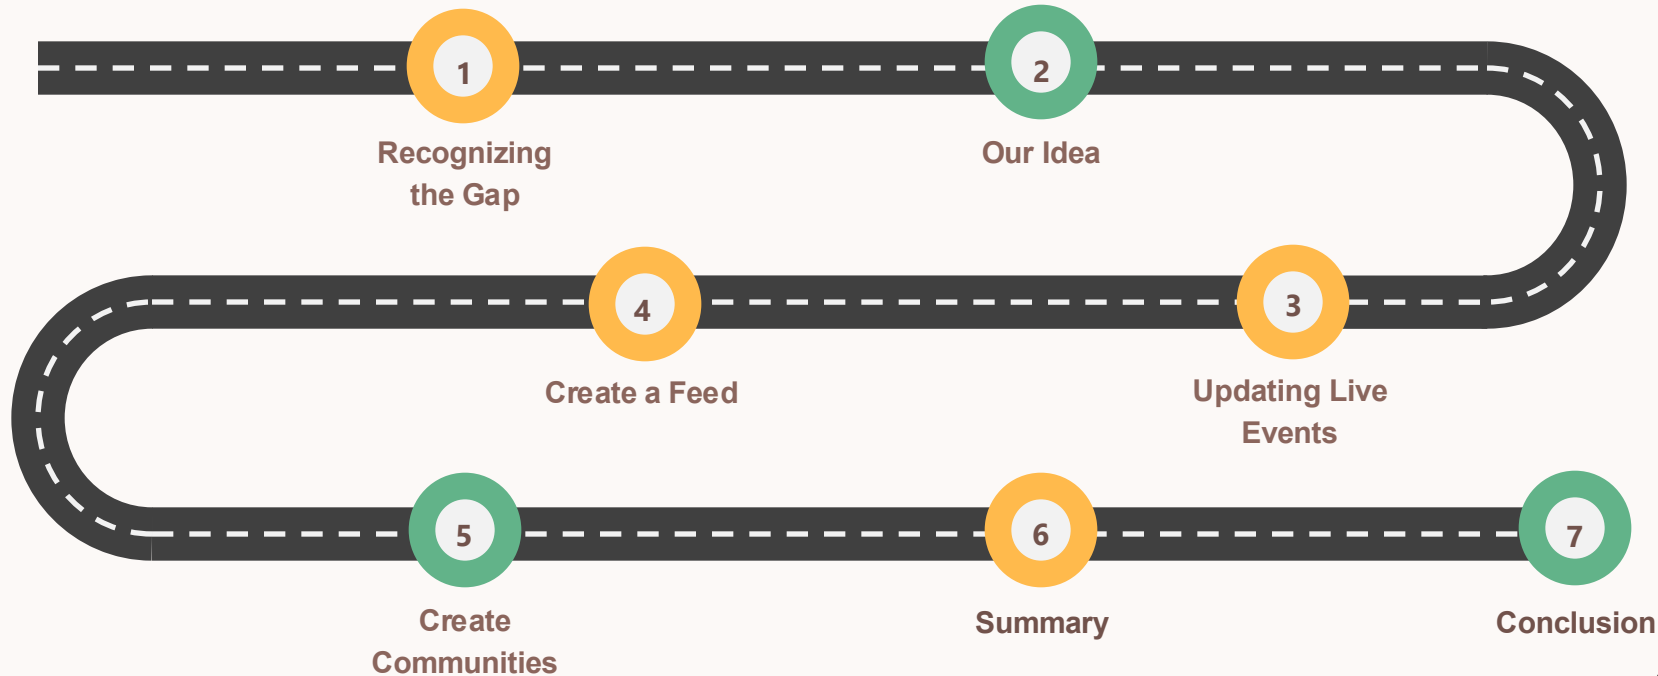 1
Recognizing
the Gap
2
Our Idea
3
Updating Live
Events
4
Create a Feed
5
Create
Communities
6
Summary
7
Conclusion